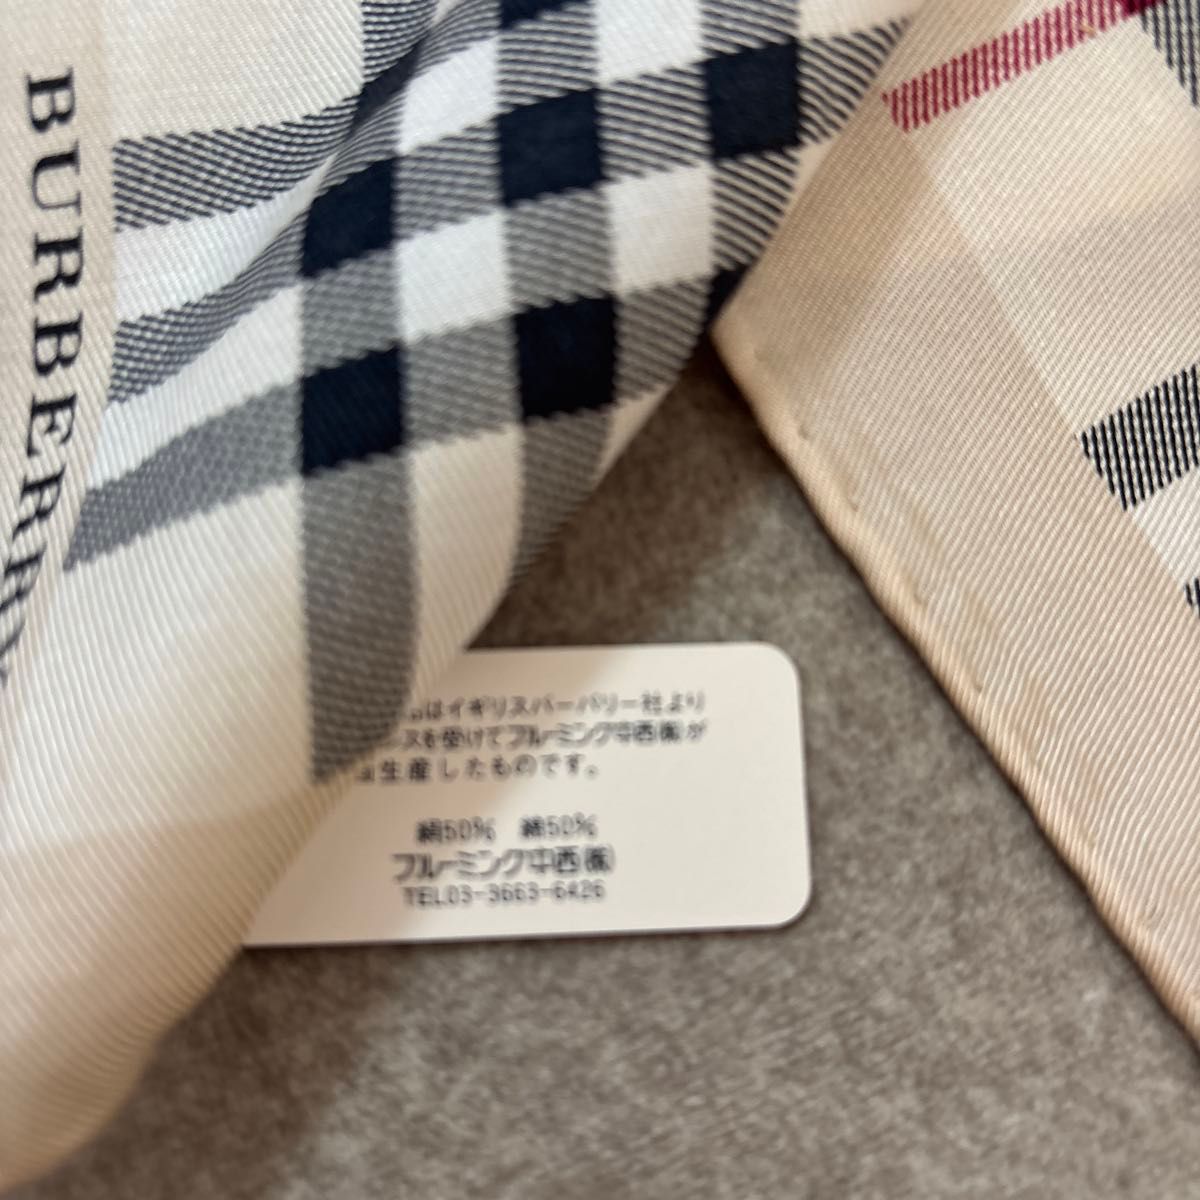 BURBERRY
はイギリスバーバリー社より
ンスを受けてブルーミング中西㈱が
生産したものです。
絹50% 綿50%
ブルーミング中西㈱
TEL03-3663-6426